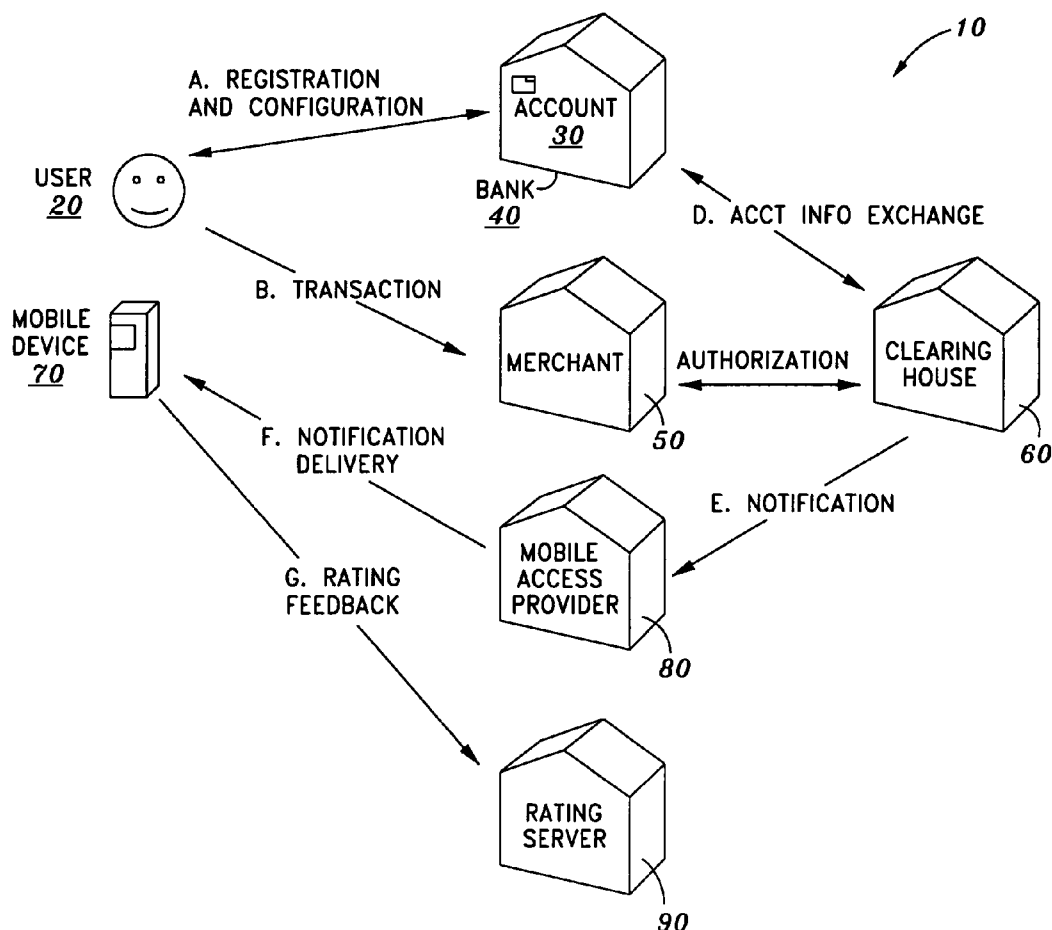 10
A. REGISTRATION
AND CONFIGURATION
ACCOUNT
30
USER
20
BANK
40
D. ACCT INFO EXCHANGE
B. TRANSACTION
MOBILE
DEVICE
70
MERCHANT
50
AUTHORIZATION
CLEARING
HOUSE
60
F. NOTIFICATION
DELIVERY
E. NOTIFICATION
MOBILE
ACCESS
PROVIDER
80
G. RATING
FEEDBACK
RATING
SERVER
90